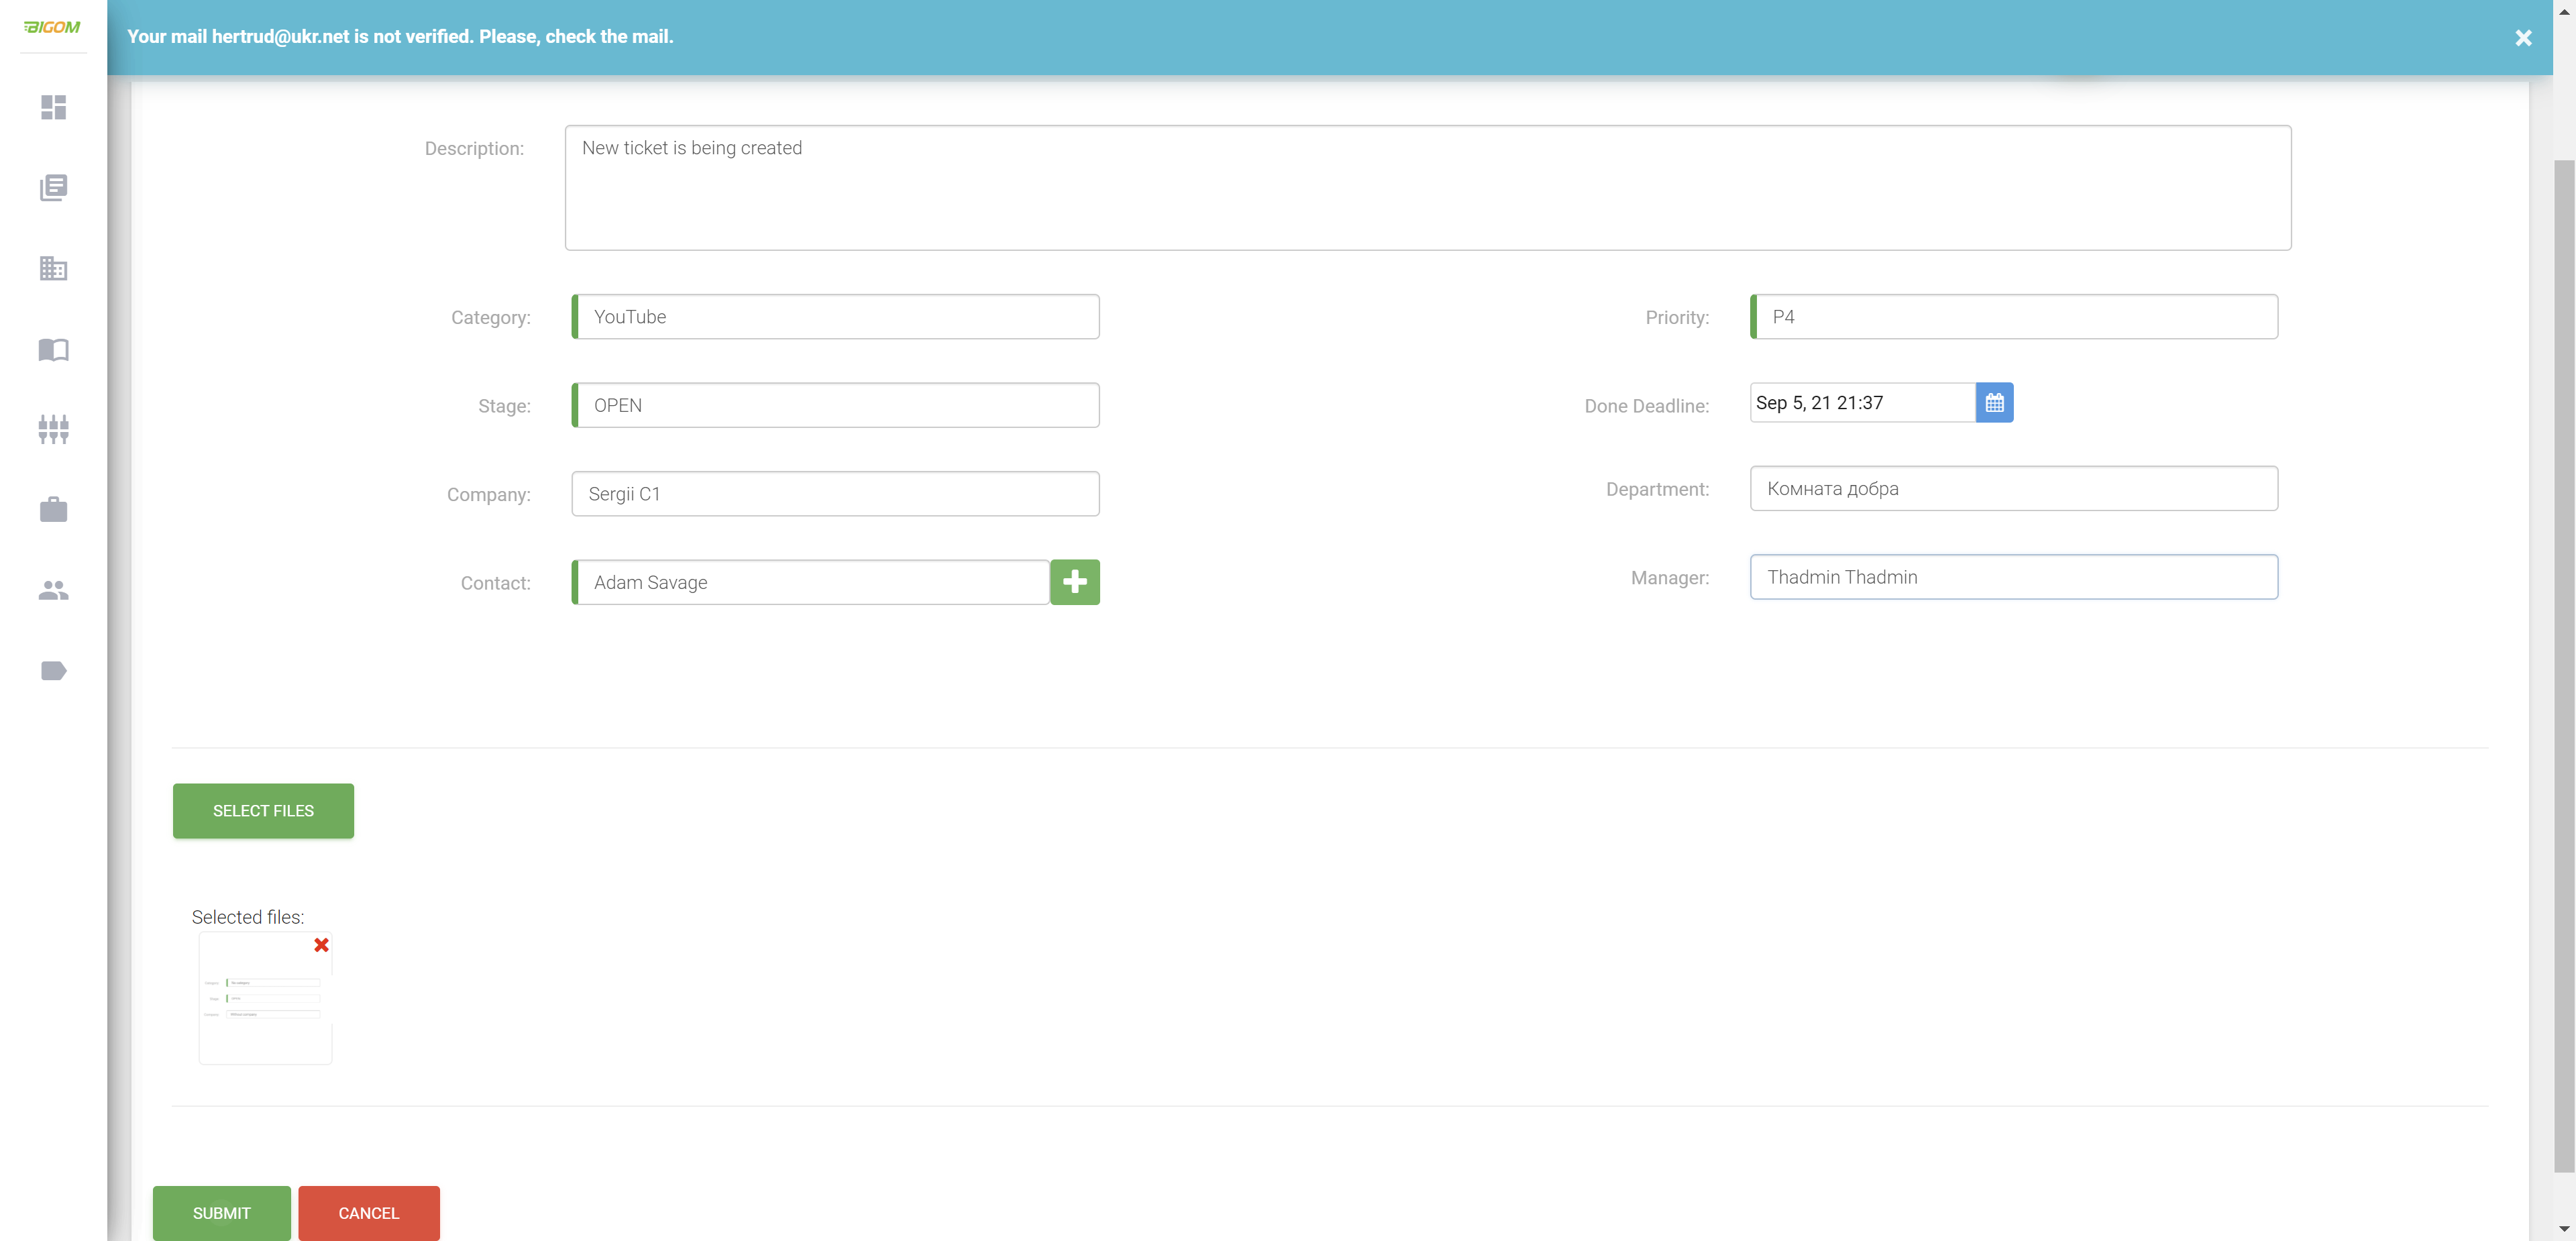 BIGOM
Your mail hertrud@ukr.net is not verified. Please, check the mail.
Description:
New ticket is being created
Category:
YouTube
Priority:
P4
Stage:
OPEN
Done Deadline:
Sep 5, 21 21:37
Company:
Sergii C1
Department:
Комната добра
Contact:
Adam Savage
Manager:
Thadmin Thadmin
SELECT FILES
Selected files:
SUBMIT
CANCEL